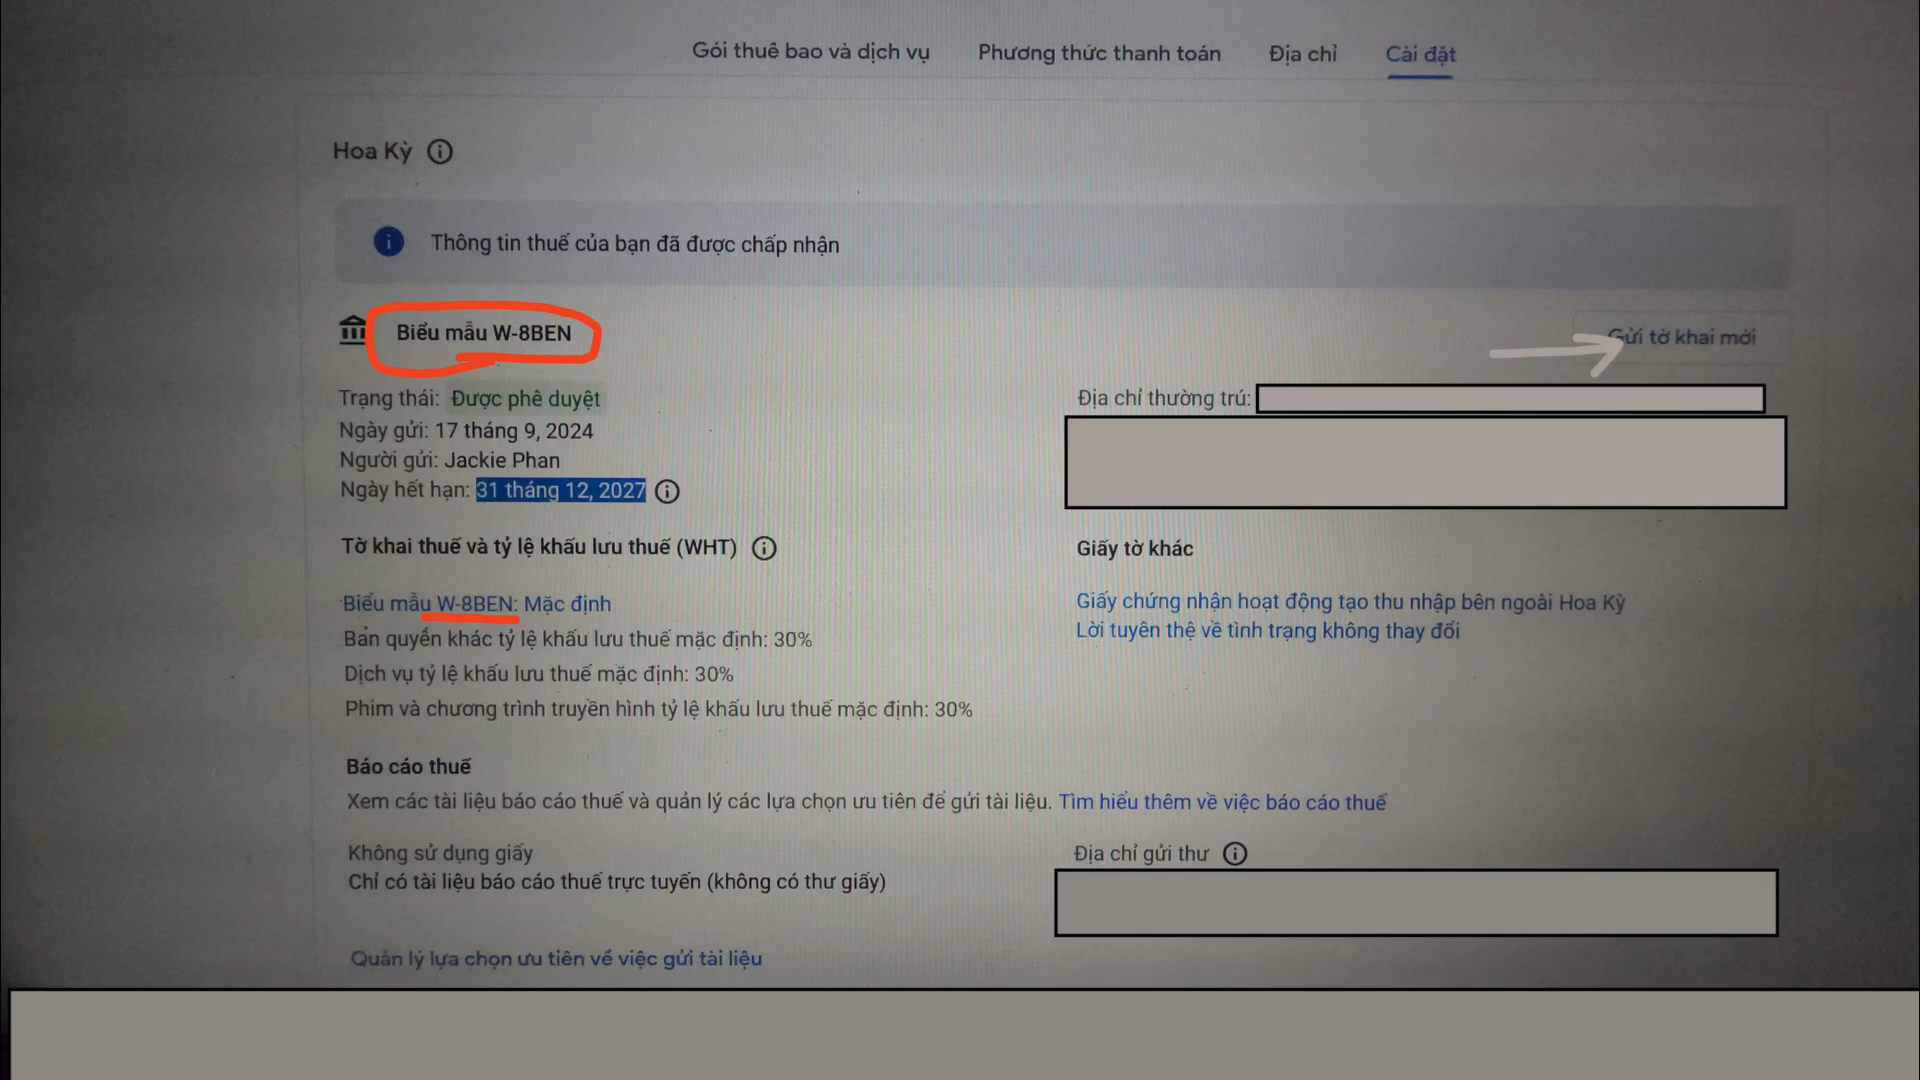 Gói thuê bao và dịch vụ Phương thức thanh toán Địa chỉ Cài đặt
Hoa Kỳ
Thông tin thuế của bạn đã được chấp nhận
Biểu mẫu W-8BEN
Gửi tờ khai mới
Trạng thái: Được phê duyệt
Ngày gửi: 17 tháng 9, 2024
Người gửi: Jackie Phan
Ngày hết hạn: 31 tháng 12, 2027
Địa chỉ thường trú:
Tờ khai thuế và tỷ lệ khấu lưu thuế (WHT)
Biểu mẫu W-8BEN: Mặc định
Bản quyền khác tỷ lệ khấu lưu thuế mặc định: 30%
Dịch vụ tỷ lệ khấu lưu thuế mặc định: 30%
Phim và chương trình truyền hình tỷ lệ khấu lưu thuế mặc định: 30%
Giấy tờ khác
Giấy chứng nhận hoạt động tạo thu nhập bên ngoài Hoa Kỳ
Lời tuyên thệ về tình trạng không thay đổi
Báo cáo thuế
Xem các tài liệu báo cáo thuế và quản lý các lựa chọn ưu tiên để gửi tài liệu. Tìm hiểu thêm về việc báo cáo thuế
Không sử dụng giấy
Chỉ có tài liệu báo cáo thuế trực tuyến (không có thư giấy)
Địa chỉ gửi thư
Quản lý lựa chọn ưu tiên về việc gửi tài liệu